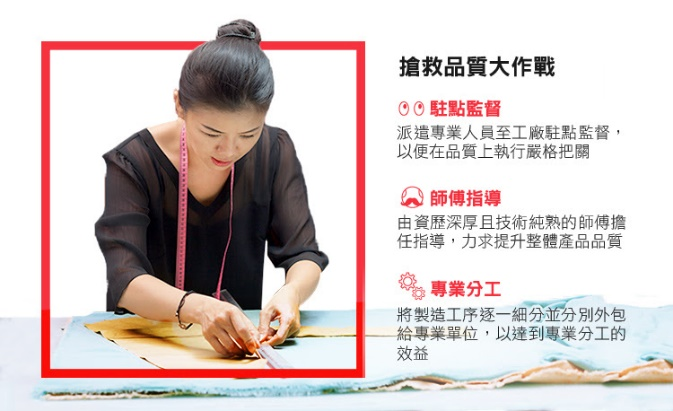 搶救品質大作戰
駐點監督
派遣專業人員至工廠駐點監督，
以便在品質上執行嚴格把關
師傅指導
由資歷深厚且技術純熟的師傅擔
任指導，力求提升整體產品品質
專業分工
將製造工序逐一細分並分別外包
給專業單位，以達到專業分工的
效益